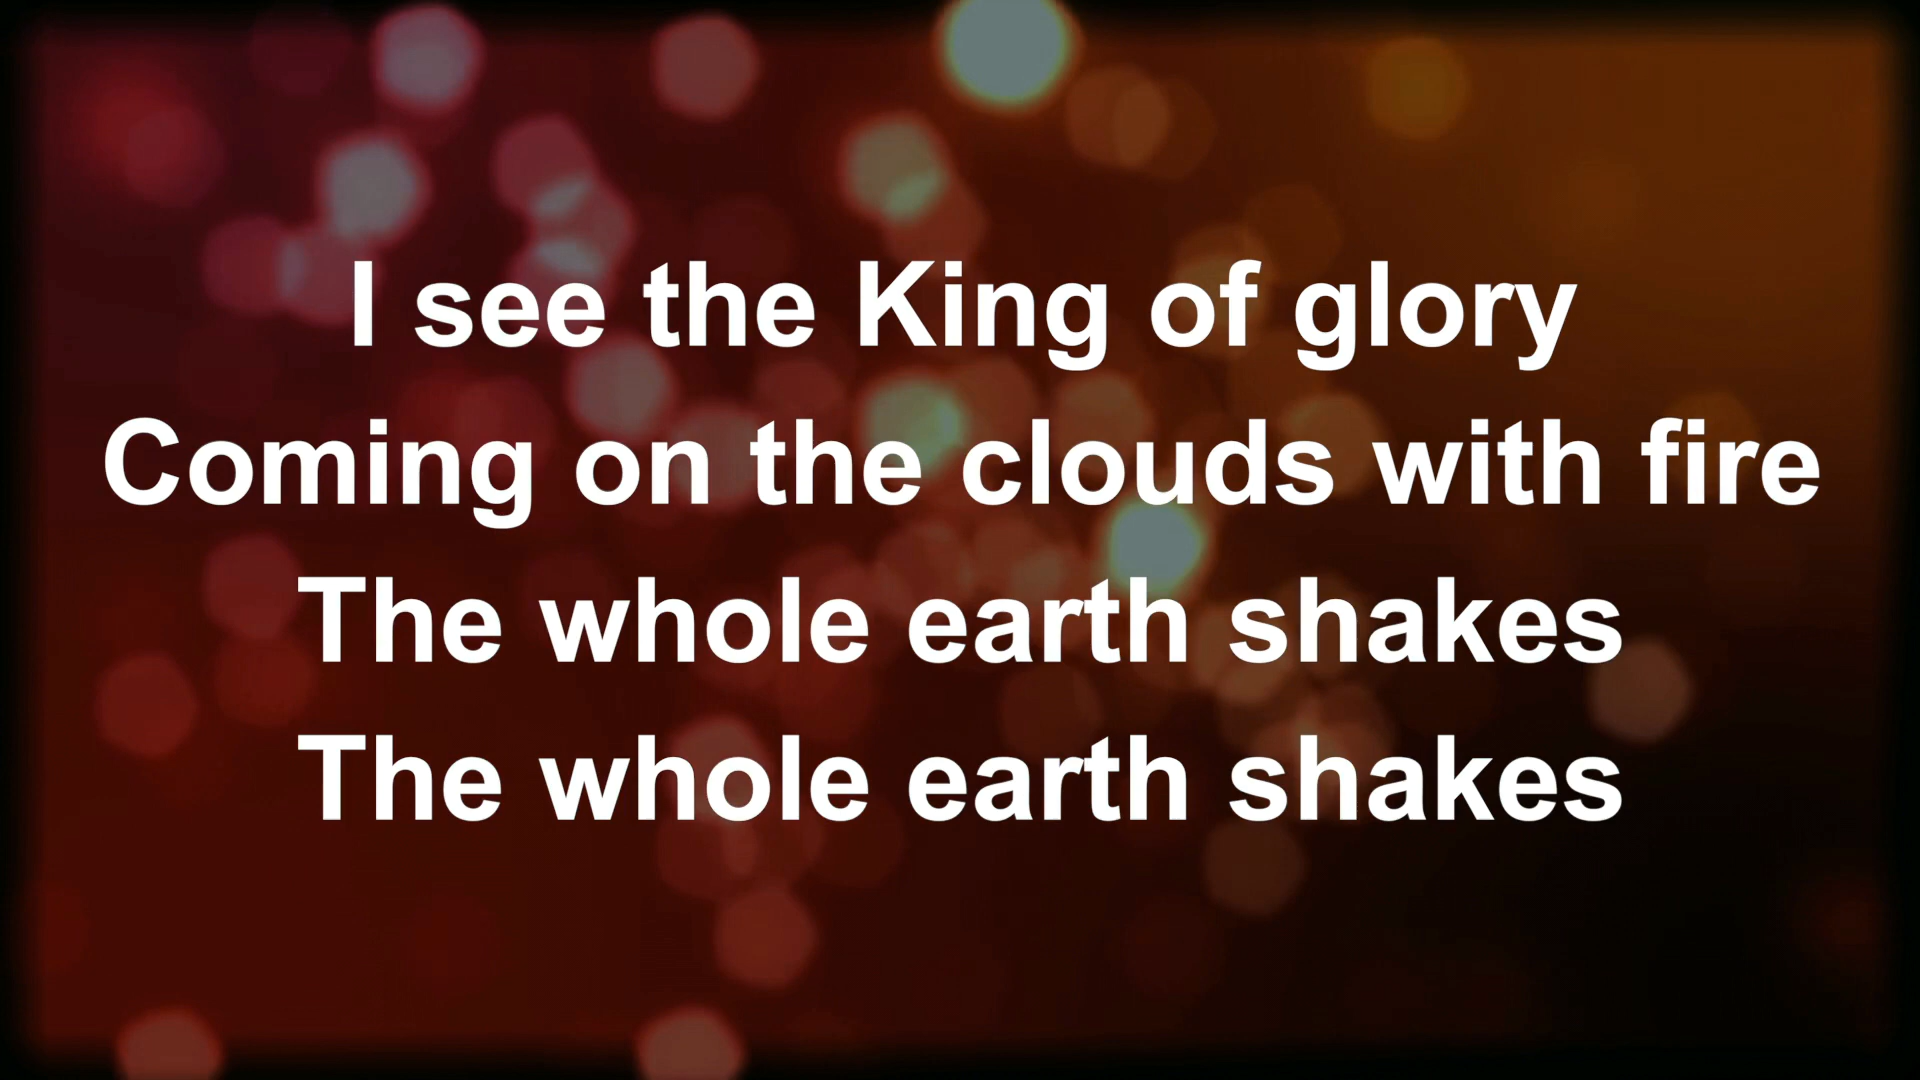 I see the King of glory
Coming on the clouds with fire
The whole earth shakes
The whole earth shakes